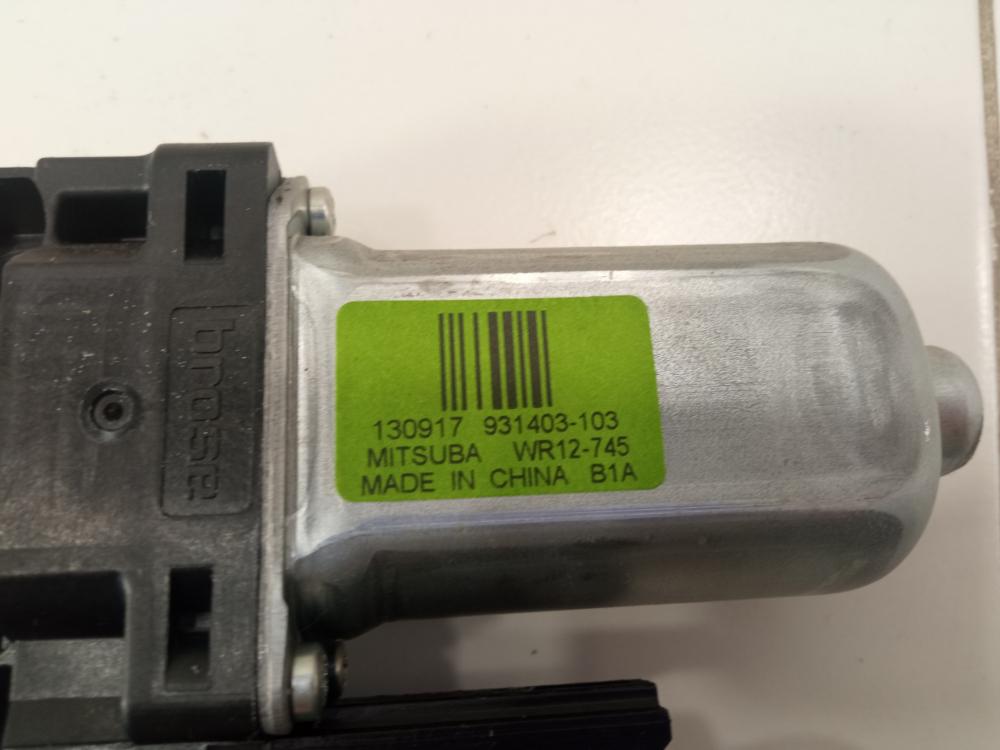 brose
130917 931403-103
MITSUBA WR12-745
MADE IN CHINA B1A